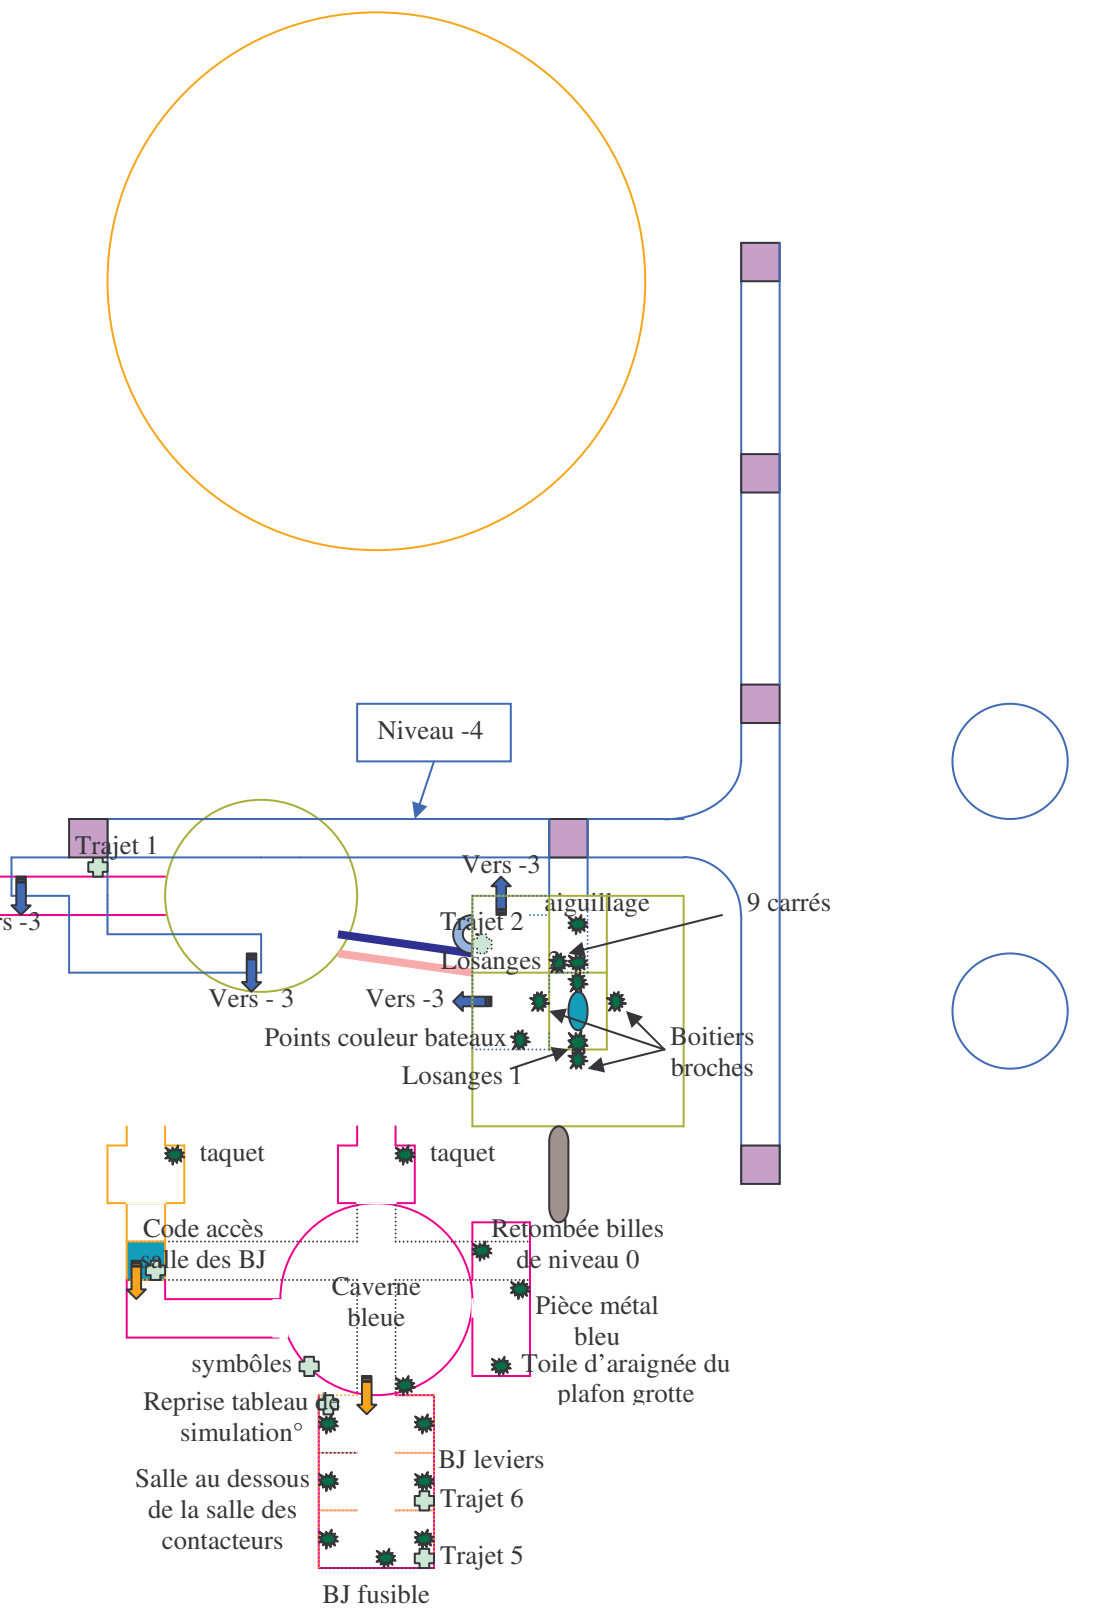 Niveau -4
Trajet 1
Vers -3
aiguillage
9 carrés
Trajet 2
rs -3
Losanges
Vers - 3
Vers -3
Points couleur bateaux
Boitiers
broches
Losanges 1
taquet
taquet
Code accès
salle des BJ
Retombée billes
de niveau 0
Caverne
bleue
Pièce métal
bleu
symbôles
Toile d’araignée du
plafon grotte
Reprise tableau de
simulation°
BJ leviers
Salle au dessous
de la salle des
contacteurs
Trajet 6
Trajet 5
BJ fusible